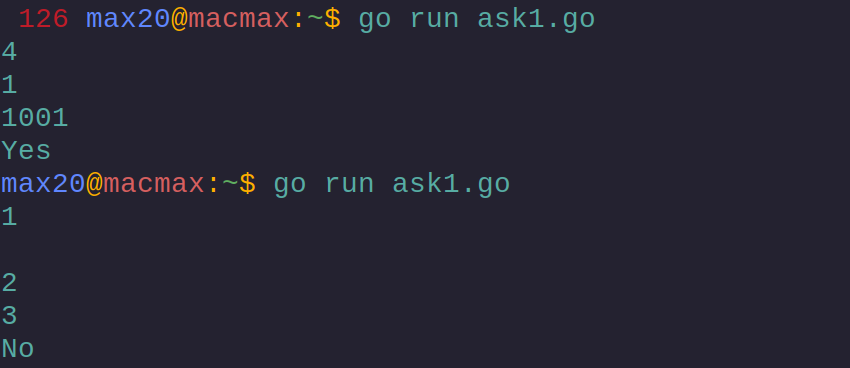 126 max20@macmax:~$ go run ask1.go
4
1
1001
Yes
max20@macmax:~$ go run ask1.go
1

2
3
No